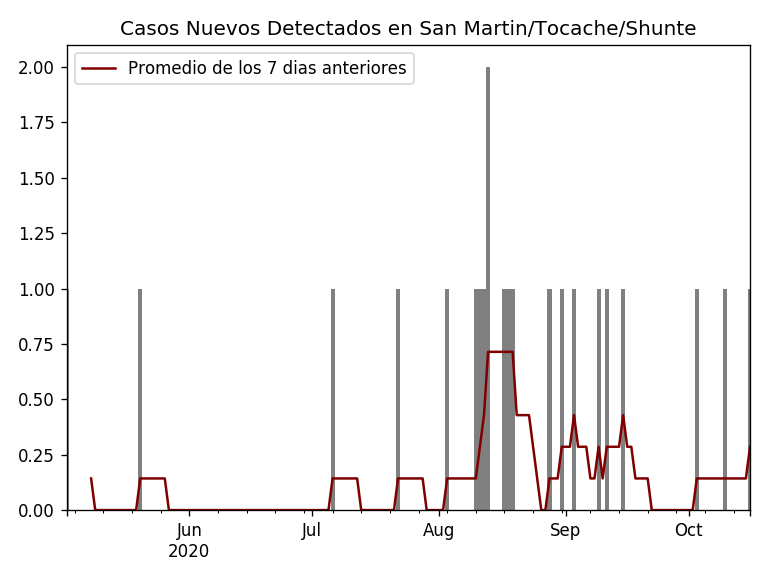 Casos Nuevos Detectados en San Martin/Tocache/Shunte
Promedio de los 7 dias anteriores
2.00
1.75
1.50
1.25
1.00
0.75
0.50
0.25
0.00
Jun
2020
Jul
Aug
Sep
Oct